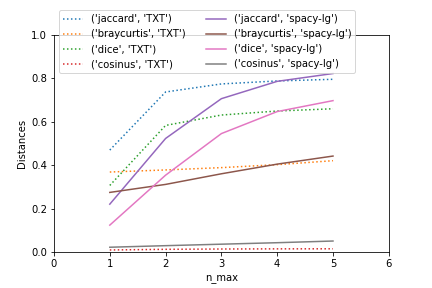 ('jaccard', 'TXT') ('jaccard', 'spacy-lg')
('braycurtis', 'TXT') ('braycurtis', 'spacy-lg')
('dice', 'TXT') ('dice', 'spacy-lg')
('cosinus', 'TXT') ('cosinus', 'spacy-lg')
1.0
0.8
0.6
0.4
0.2
0.0
Distances
0 1 2 3 4 5 6
n_max